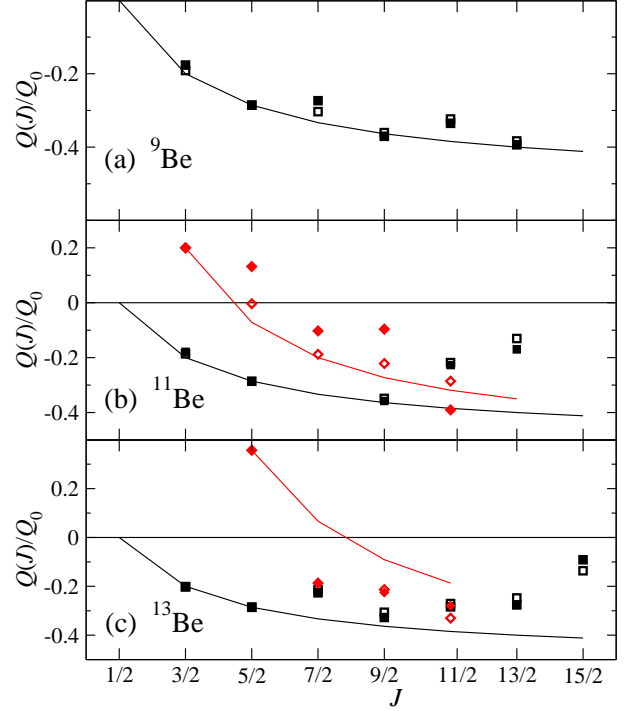 -0.2
-0.4
Q(J)/Q₀
(a) ⁹Be
0.2
0
-0.2
-0.4
Q(J)/Q₀
(b) ¹¹Be
0.2
0
-0.2
-0.4
Q(J)/Q₀
(c) ¹³Be
1/2 3/2 5/2 7/2 9/2 11/2 13/2 15/2
J